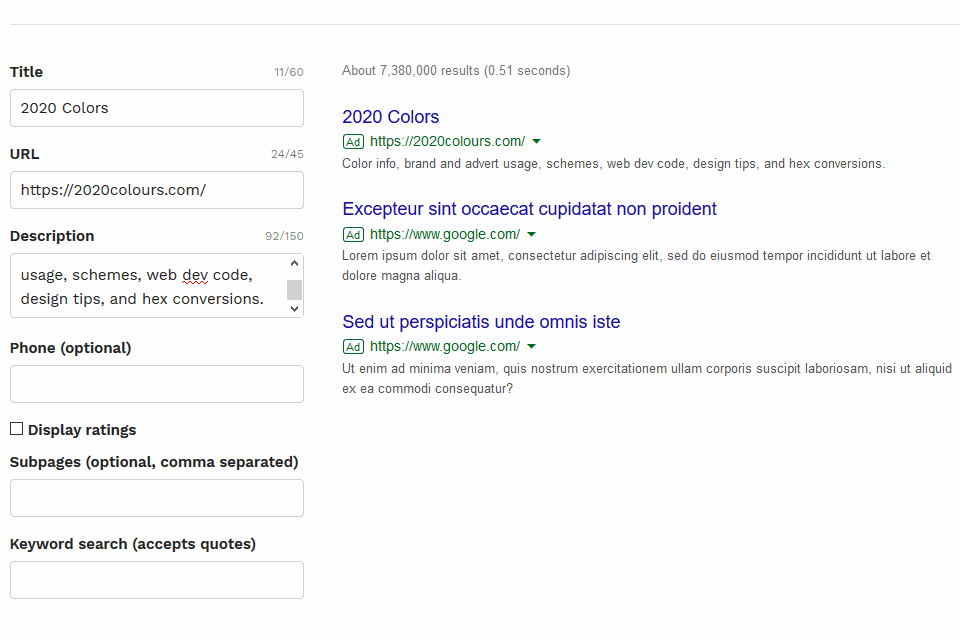 Title 11/60
2020 Colors
URL 24/45
https://2020colours.com/
Description 92/150
usage, schemes, web dev code,
design tips, and hex conversions.
Phone (optional)
Display ratings
Subpages (optional, comma separated)
Keyword search (accepts quotes)
About 7,380,000 results (0.51 seconds)
2020 Colors
Ad https://2020colours.com/
Color info, brand and advert usage, schemes, web dev code, design tips, and hex conversions.
Excepteur sint occaecat cupidatat non proident
Ad https://www.google.com/
Lorem ipsum dolor sit amet, consectetur adipiscing elit, sed do eiusmod tempor incididunt ut labore et
dolore magna aliqua.
Sed ut perspiciatis unde omnis iste
Ad https://www.google.com/
Ut enim ad minima veniam, quis nostrum exercitationem ullam corporis suscipit laboriosam, nisi ut aliquid
ex ea commodi consequatur?